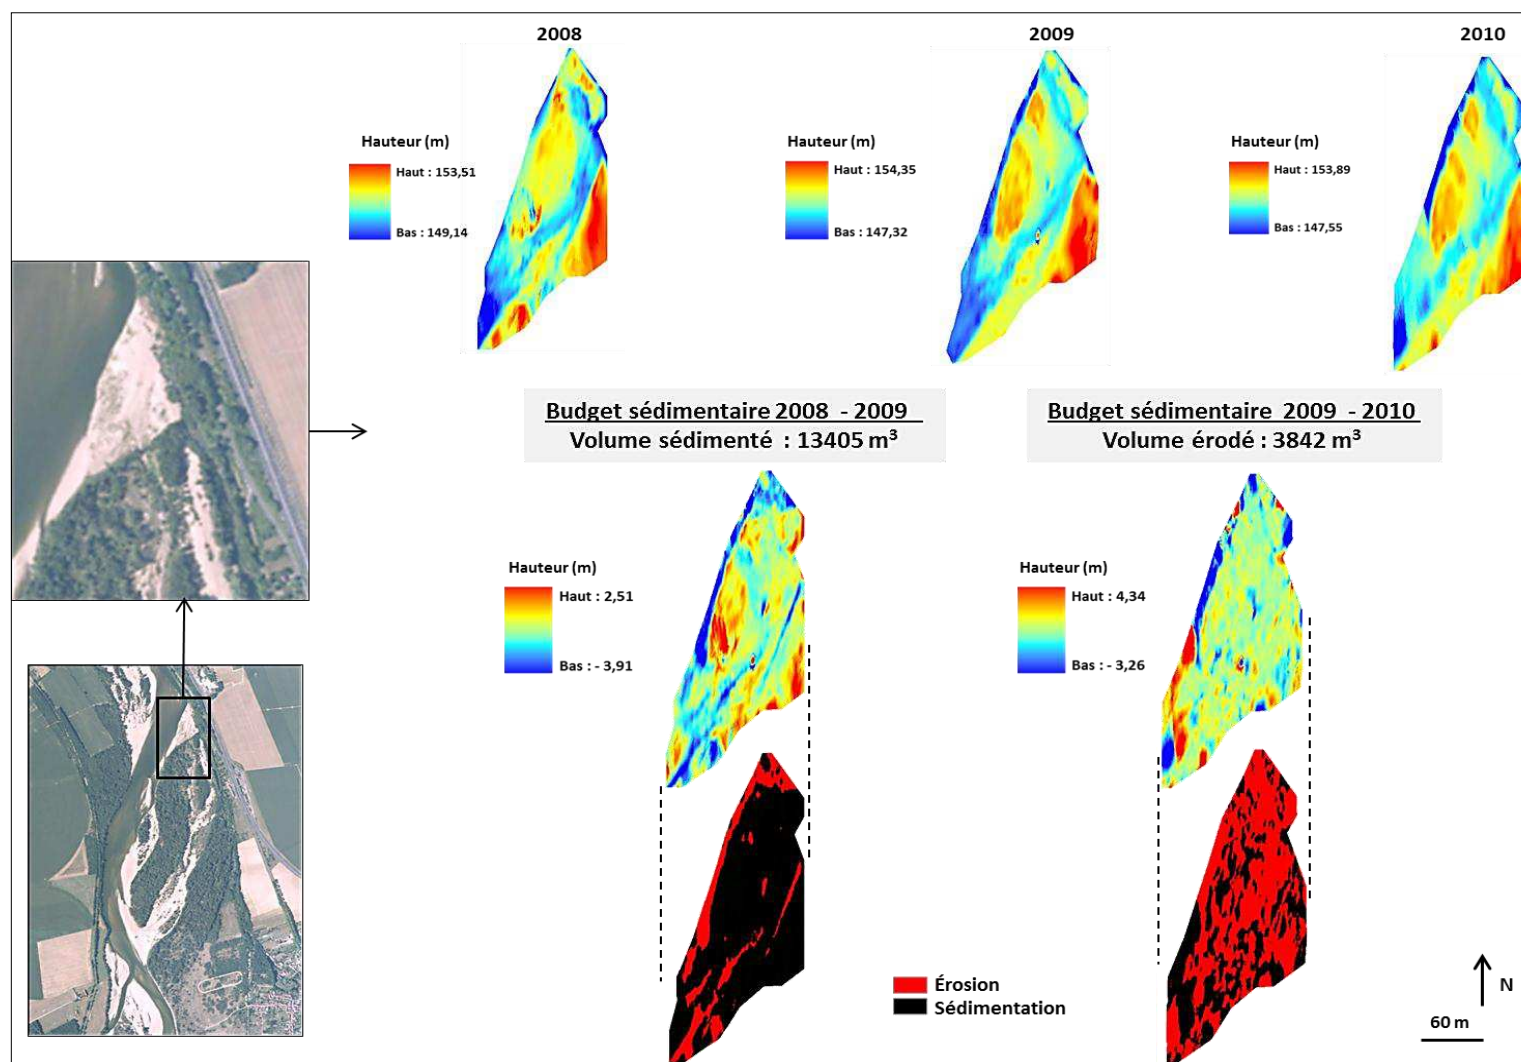 2008
2009
2010
Hauteur (m)
Haut : 153,51
Bas : 149,14
Hauteur (m)
Haut : 154,35
Bas : 147,32
Hauteur (m)
Haut : 153,89
Bas : 147,55
Budget sédimentaire 2008 - 2009
Volume sédimenté : 13405 m³
Budget sédimentaire 2009 - 2010
Volume érodé : 3842 m³
Hauteur (m)
Haut : 2,51
Bas : - 3,91
Hauteur (m)
Haut : 4,34
Bas : - 3,26
Érosion
Sédimentation
N
60 m